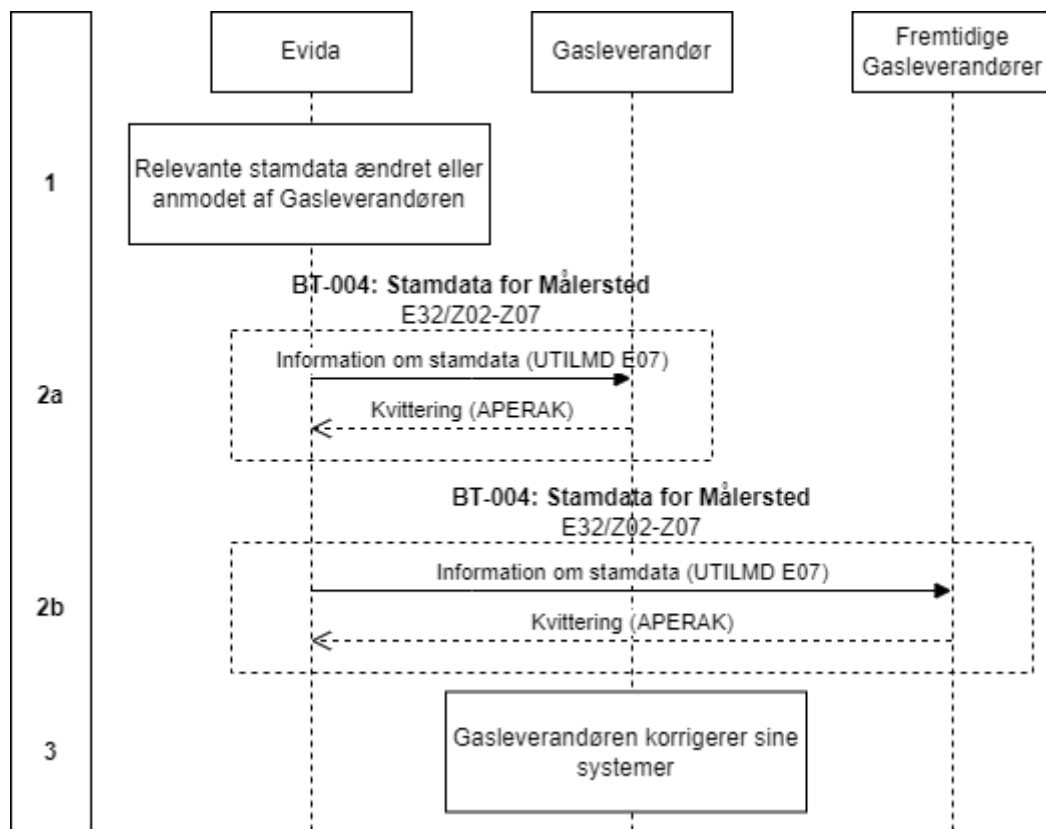 Evida
Gasleverandør
Fremtidige
Gasleverandører
1
Relevante stamdata ændret eller
anmodet af Gasleverandøren
BT-004: Stamdata for Målersted
E32/Z02-Z07
2a
Information om stamdata (UTILMD E07)
Kvittering (APERAK)
BT-004: Stamdata for Målersted
E32/Z02-Z07
2b
Information om stamdata (UTILMD E07)
Kvittering (APERAK)
3
Gasleverandøren korrigerer sine
systemer